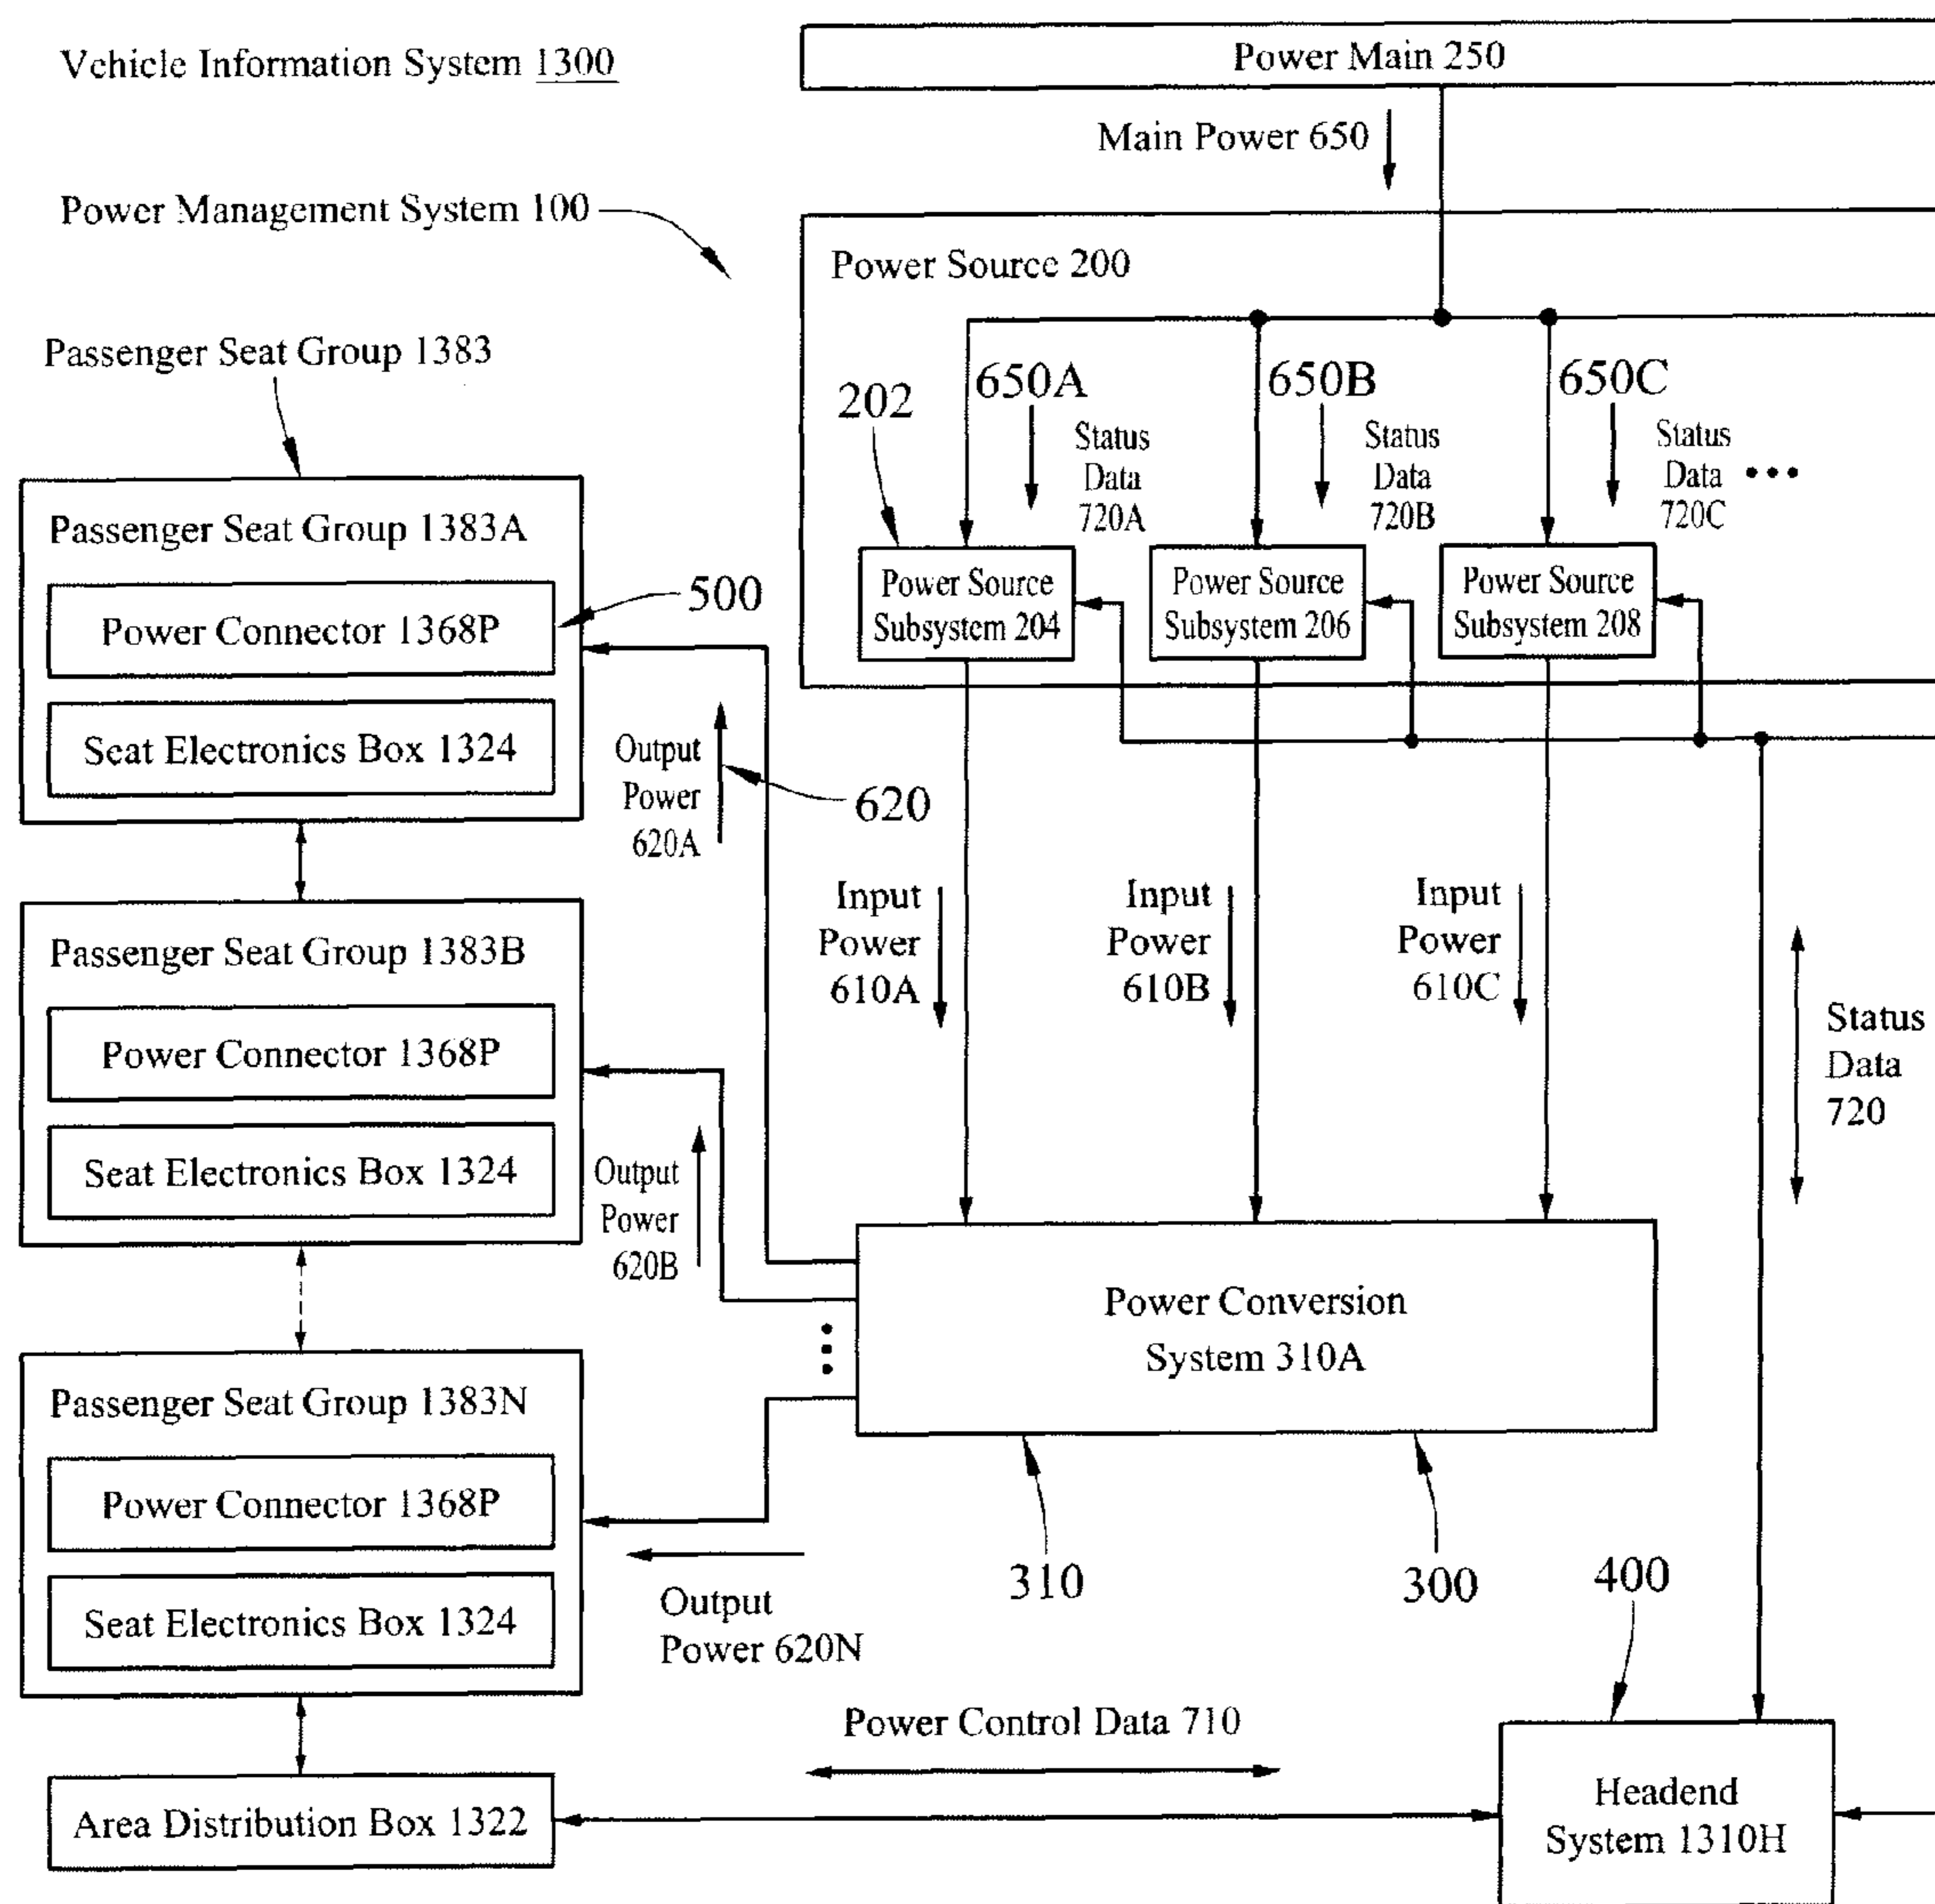 Vehicle Information System 1300
Power Main 250
Main Power 650
Power Management System 100
Power Source 200
Passenger Seat Group 1383
202
650A
650B
650C
Status
Data
720A
Status
Data
720B
Status
Data
720C
Power Source
Subsystem 204
Power Source
Subsystem 206
Power Source
Subsystem 208
Passenger Seat Group 1383A
Power Connector 1368P
500
Seat Electronics Box 1324
Output
Power
620A
620
Input
Power
610A
Input
Power
610B
Input
Power
610C
Status
Data
720
Passenger Seat Group 1383B
Power Connector 1368P
Seat Electronics Box 1324
Output
Power
620B
Power Conversion
System 310A
Passenger Seat Group 1383N
Power Connector 1368P
Seat Electronics Box 1324
Output
Power 620N
310
300
400
Power Control Data 710
Area Distribution Box 1322
Headend
System 1310H